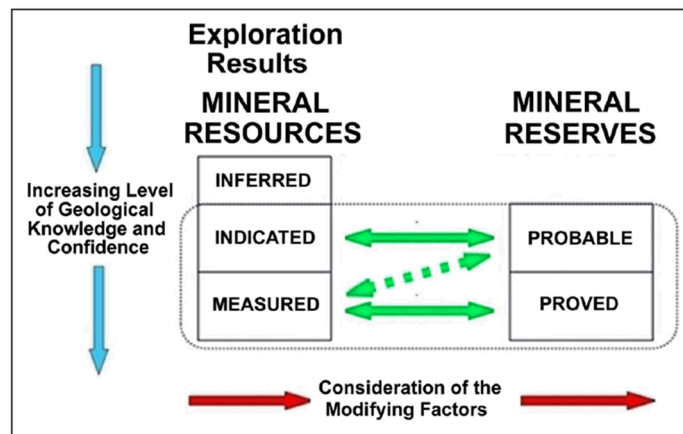 Exploration
Results
MINERAL
RESOURCES
MINERAL
RESERVES
INFERRED
Increasing Level
of Geological
Knowledge and
Confidence
INDICATED
PROBABLE
MEASURED
PROVED
Consideration of the
Modifying Factors